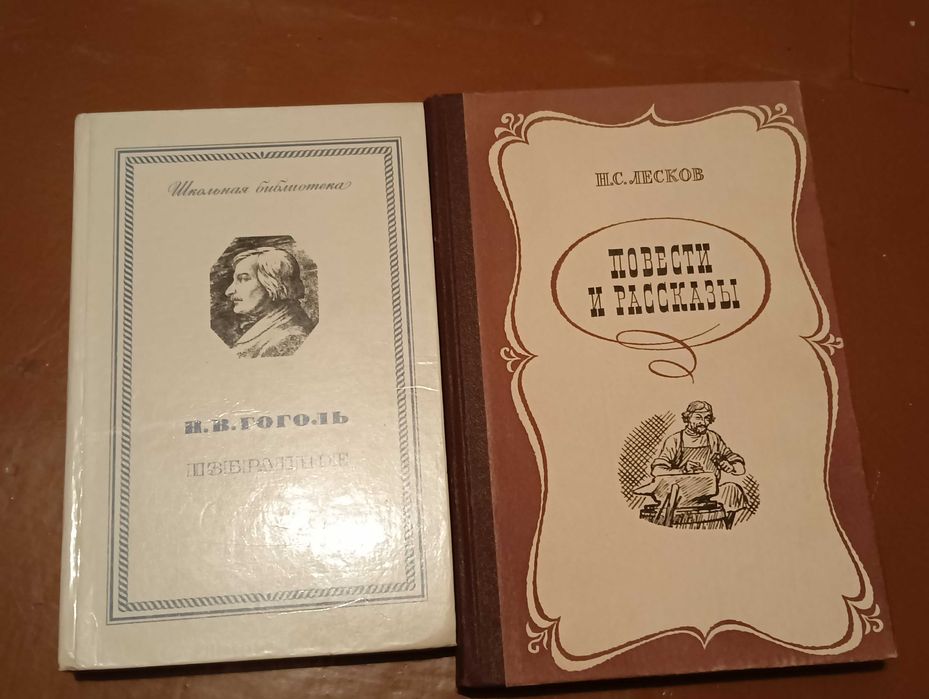 Школьная библиотека
Н.В.ГОГОЛЬ
ИЗБРАННОЕ
Н.С.ЛЕСКОВ
ПОВЕСТИ
И РАССКАЗЫ